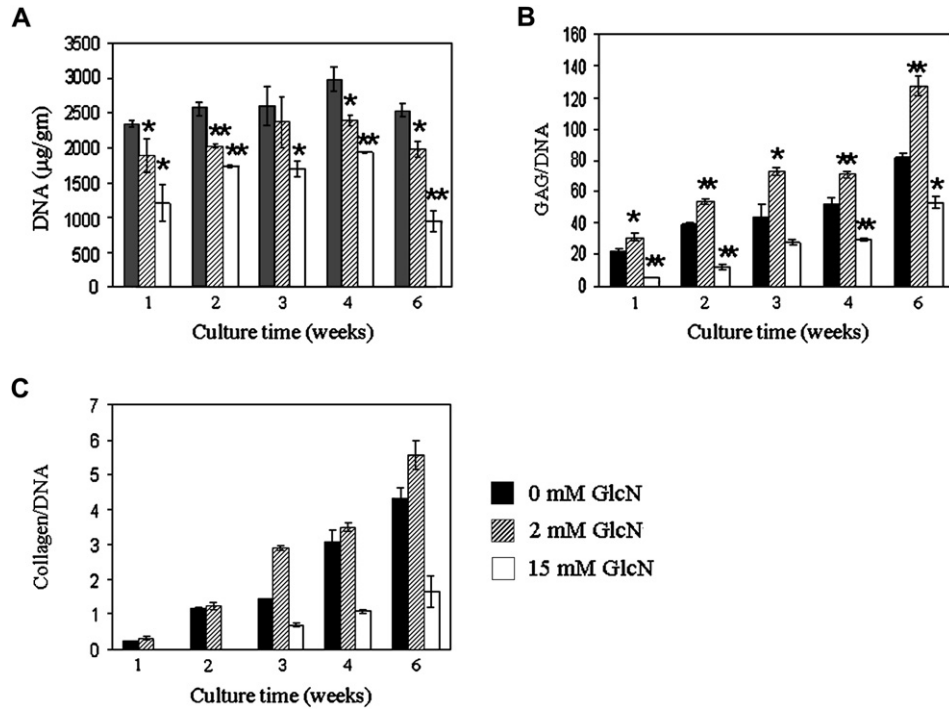 A
DNA (µg/gm)
3500
3000
2500
2000
1500
1000
500
0
* * ** ** * * ** * **
1 2 3 4 6
Culture time (weeks)
B
GAG/DNA
160
140
120
100
80
60
40
20
0
* ** ** ** * ** ** ** *
1 2 3 4 6
Culture time (weeks)
C
Collagen/DNA
7
6
5
4
3
2
1
0
1 2 3 4 6
Culture time (weeks)
0 mM GlcN
2 mM GlcN
15 mM GlcN